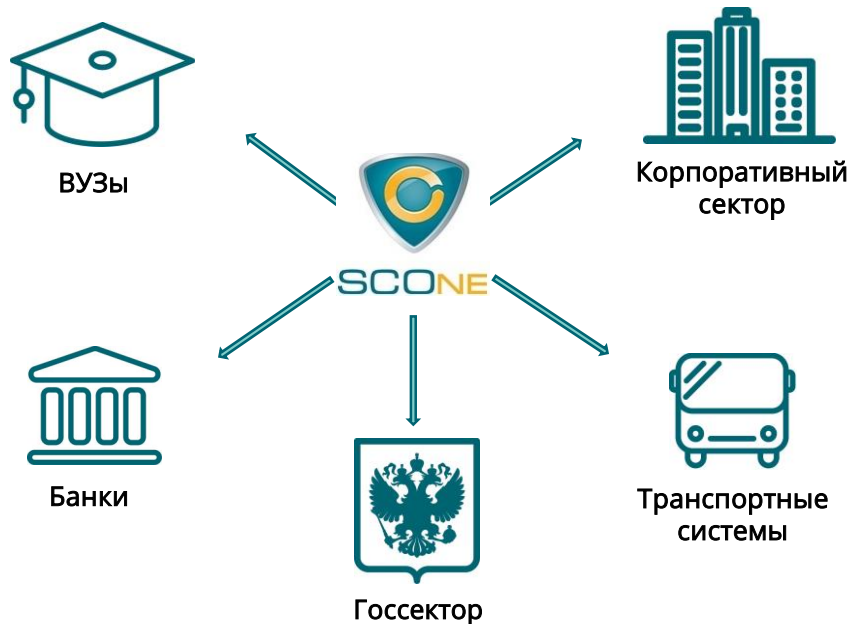 ВУЗы
Корпоративный
сектор
SCONE
Банки
Транспортные
системы
Госсектор